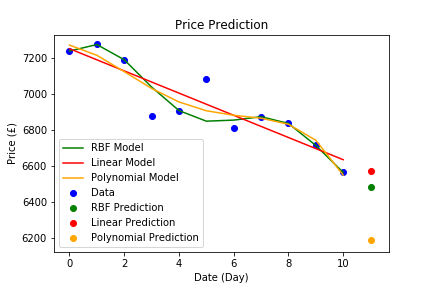 Price Prediction
7200
7000
6800
6600
6400
6200
Price (£)
RBF Model
Linear Model
Polynomial Model
Data
RBF Prediction
Linear Prediction
Polynomial Prediction
0 2 4 6 8 10
Date (Day)